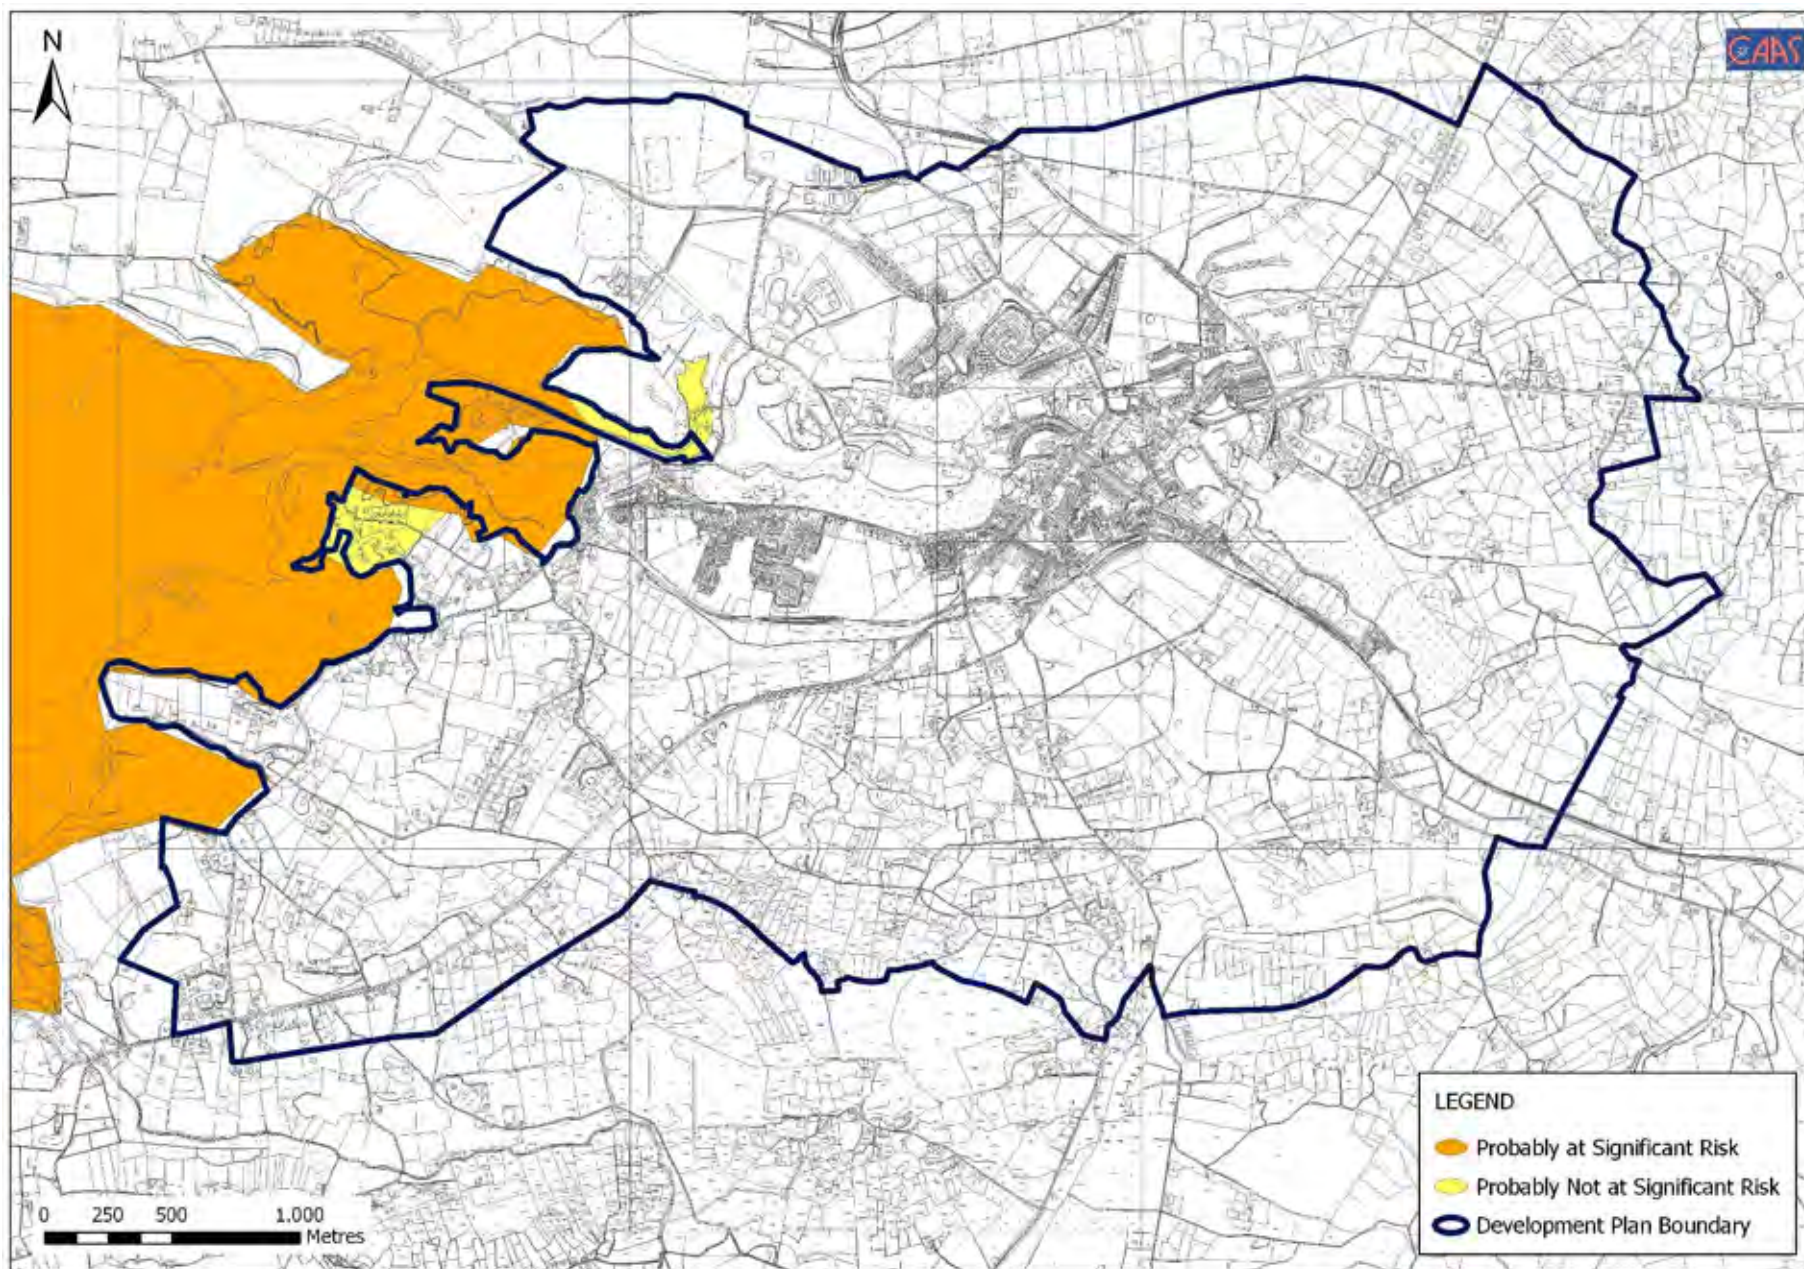 N
CAAS
LEGEND
Probably at Significant Risk
Probably Not at Significant Risk
Development Plan Boundary
0 250 500 1.000
Metres